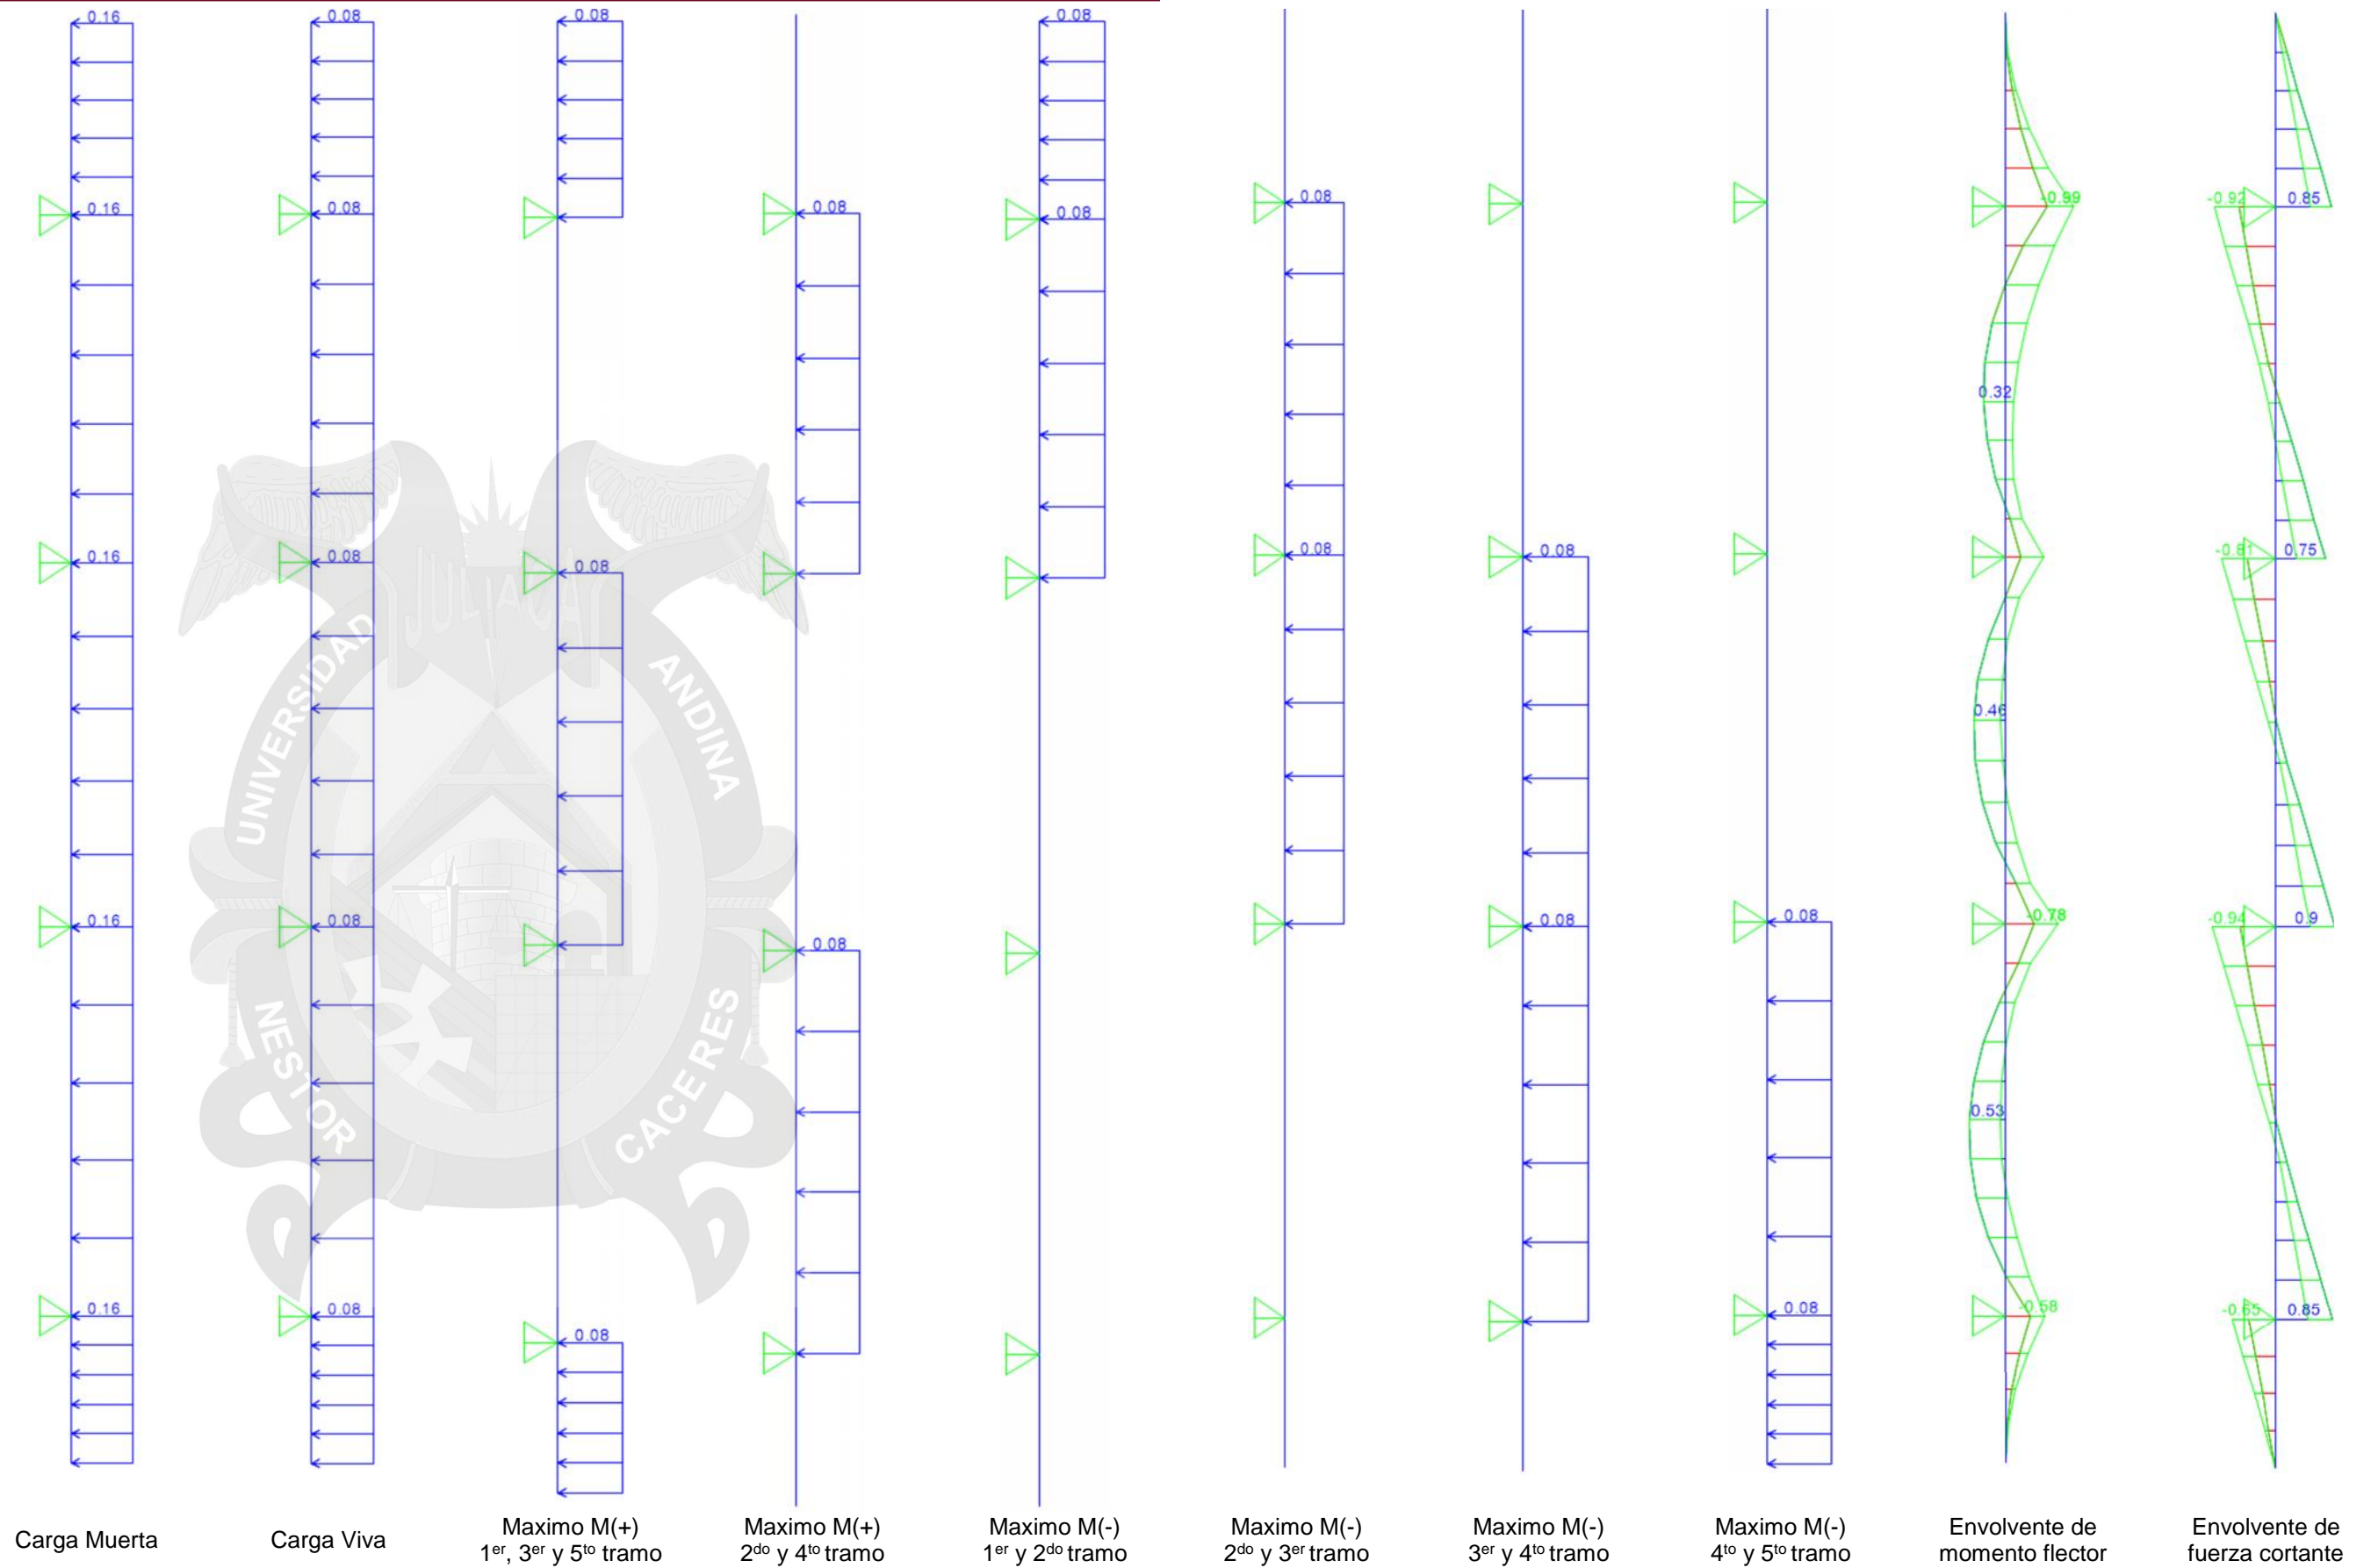 0.16
0.16
0.16
0.16
0.16
Carga Muerta
0.08
0.08
0.08
0.08
0.08
Carga Viva
0.08
0.08
0.08
Maximo M(+)
1er, 3er y 5to tramo
0.08
0.08
Maximo M(+)
2do y 4to tramo
0.08
0.08
Maximo M(-)
1er y 2do tramo
0.08
0.08
Maximo M(-)
2do y 3er tramo
0.08
0.08
Maximo M(-)
3er y 4to tramo
0.08
0.08
Maximo M(-)
4to y 5to tramo
-0.99
0.32
0.46
-0.78
0.53
-0.58
Envolvente de
momento flector
-0.92 0.85
-0.81 0.75
-0.94 0.9
-0.65 0.85
Envolvente de
fuerza cortante
UNIVERSIDAD ANDINA
NESTOR CACERES
JULIACA